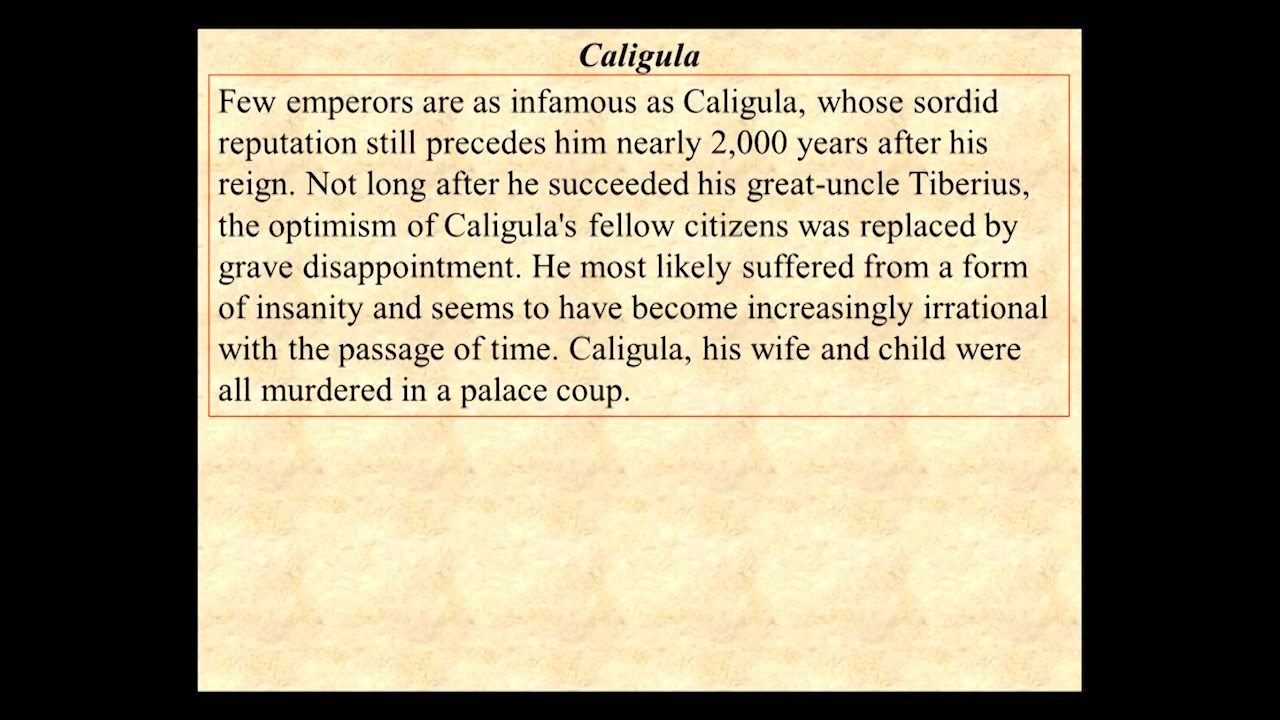 Caligula
Few emperors are as infamous as Caligula, whose sordid
reputation still precedes him nearly 2,000 years after his
reign. Not long after he succeeded his great-uncle Tiberius,
the optimism of Caligula's fellow citizens was replaced by
grave disappointment. He most likely suffered from a form
of insanity and seems to have become increasingly irrational
with the passage of time. Caligula, his wife and child were
all murdered in a palace coup.